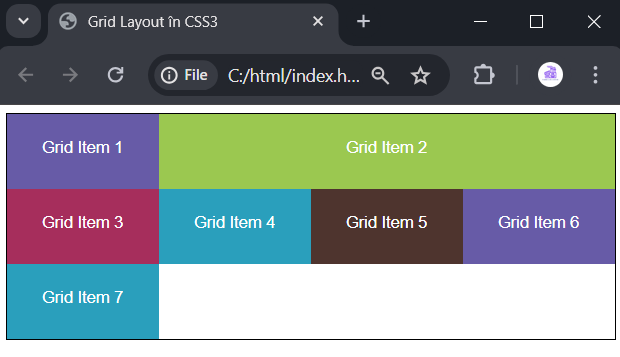 Grid Layout în CSS3
File C:/html/index.h...
Grid Item 1 Grid Item 2
Grid Item 3 Grid Item 4 Grid Item 5 Grid Item 6
Grid Item 7